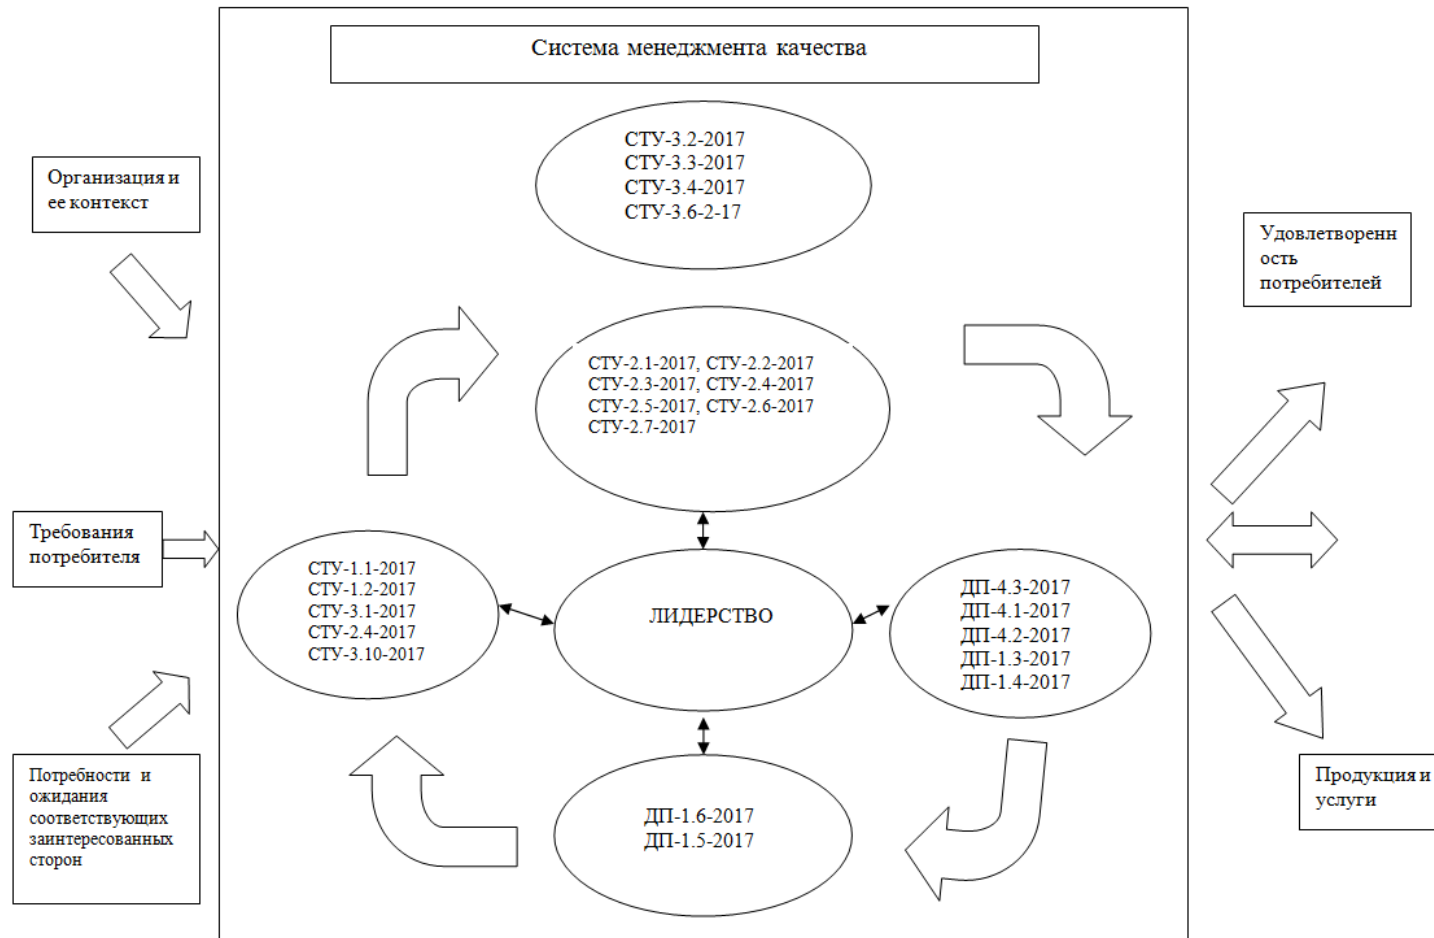 Система менеджмента качества
СТУ-3.2-2017
СТУ-3.3-2017
СТУ-3.4-2017
СТУ-3.6-2-17
Организация и
ее контекст
Удовлетворенн
ость
потребителей
СТУ-2.1-2017, СТУ-2.2-2017
СТУ-2.3-2017, СТУ-2.4-2017
СТУ-2.5-2017, СТУ-2.6-2017
СТУ-2.7-2017
Требования
потребителя
СТУ-1.1-2017
СТУ-1.2-2017
СТУ-3.1-2017
СТУ-2.4-2017
СТУ-3.10-2017
ЛИДЕРСТВО
ДП-4.3-2017
ДП-4.1-2017
ДП-4.2-2017
ДП-1.3-2017
ДП-1.4-2017
Потребности и
ожидания
соответствующих
заинтересованных
сторон
ДП-1.6-2017
ДП-1.5-2017
Продукция и
услуги